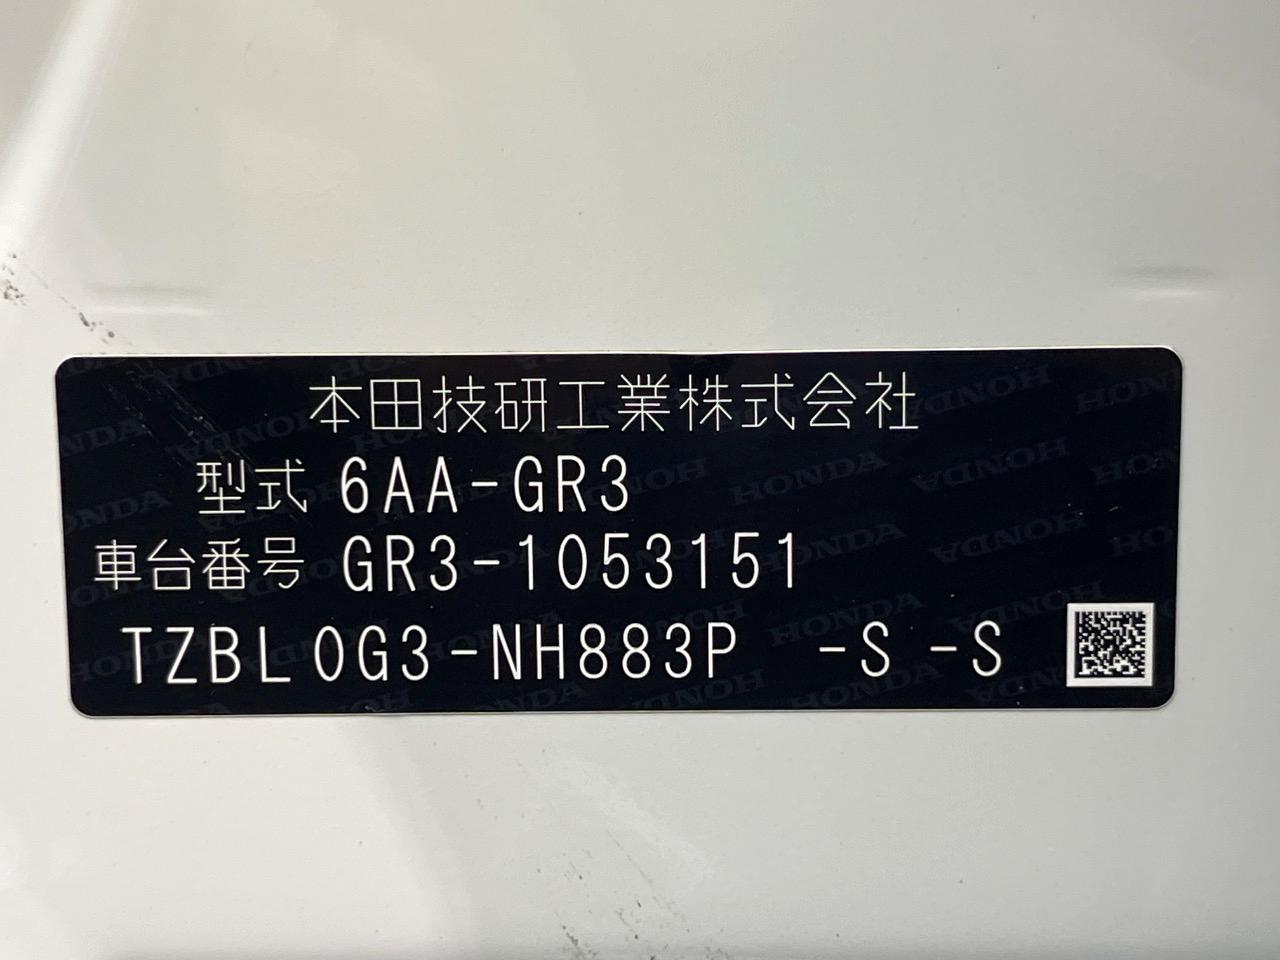 本田技研工業株式会社
型式 6AA-GR3
車台番号 GR3-1053151
TZBL0G3-NH883P -S -S